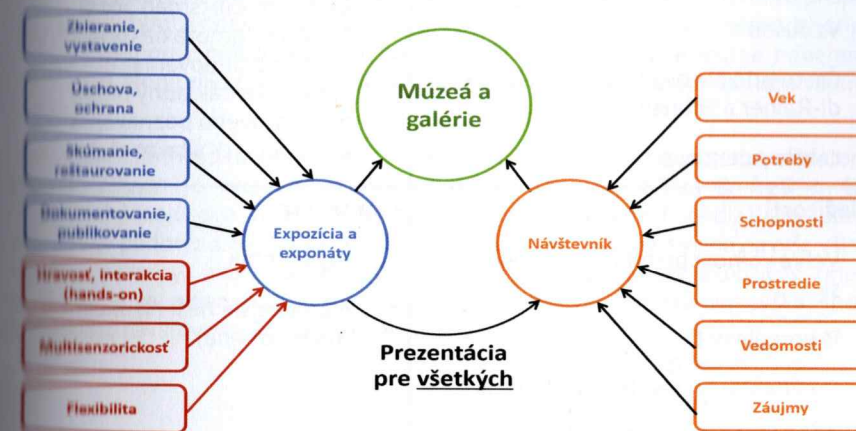 Zbieranie,
vystavenie
Úschova,
ochrana
Skúmanie,
reštaurovanie
Dokumentovanie,
publikovanie
Hravosť, interakcia
(hands-on)
Multisenzorickosť
Flexibilita
Múzeá a
galérie
Expozícia a
exponáty
Návštevník
Prezentácia
pre všetkých
Vek
Potreby
Schopnosti
Prostredie
Vedomosti
Záujmy